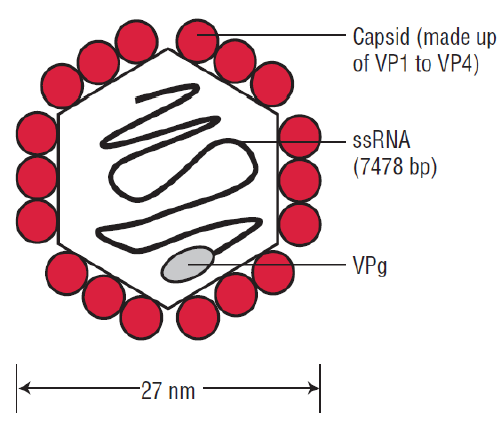 Capsid (made up
of VP1 to VP4)
ssRNA
(7478 bp)
VPg
27 nm